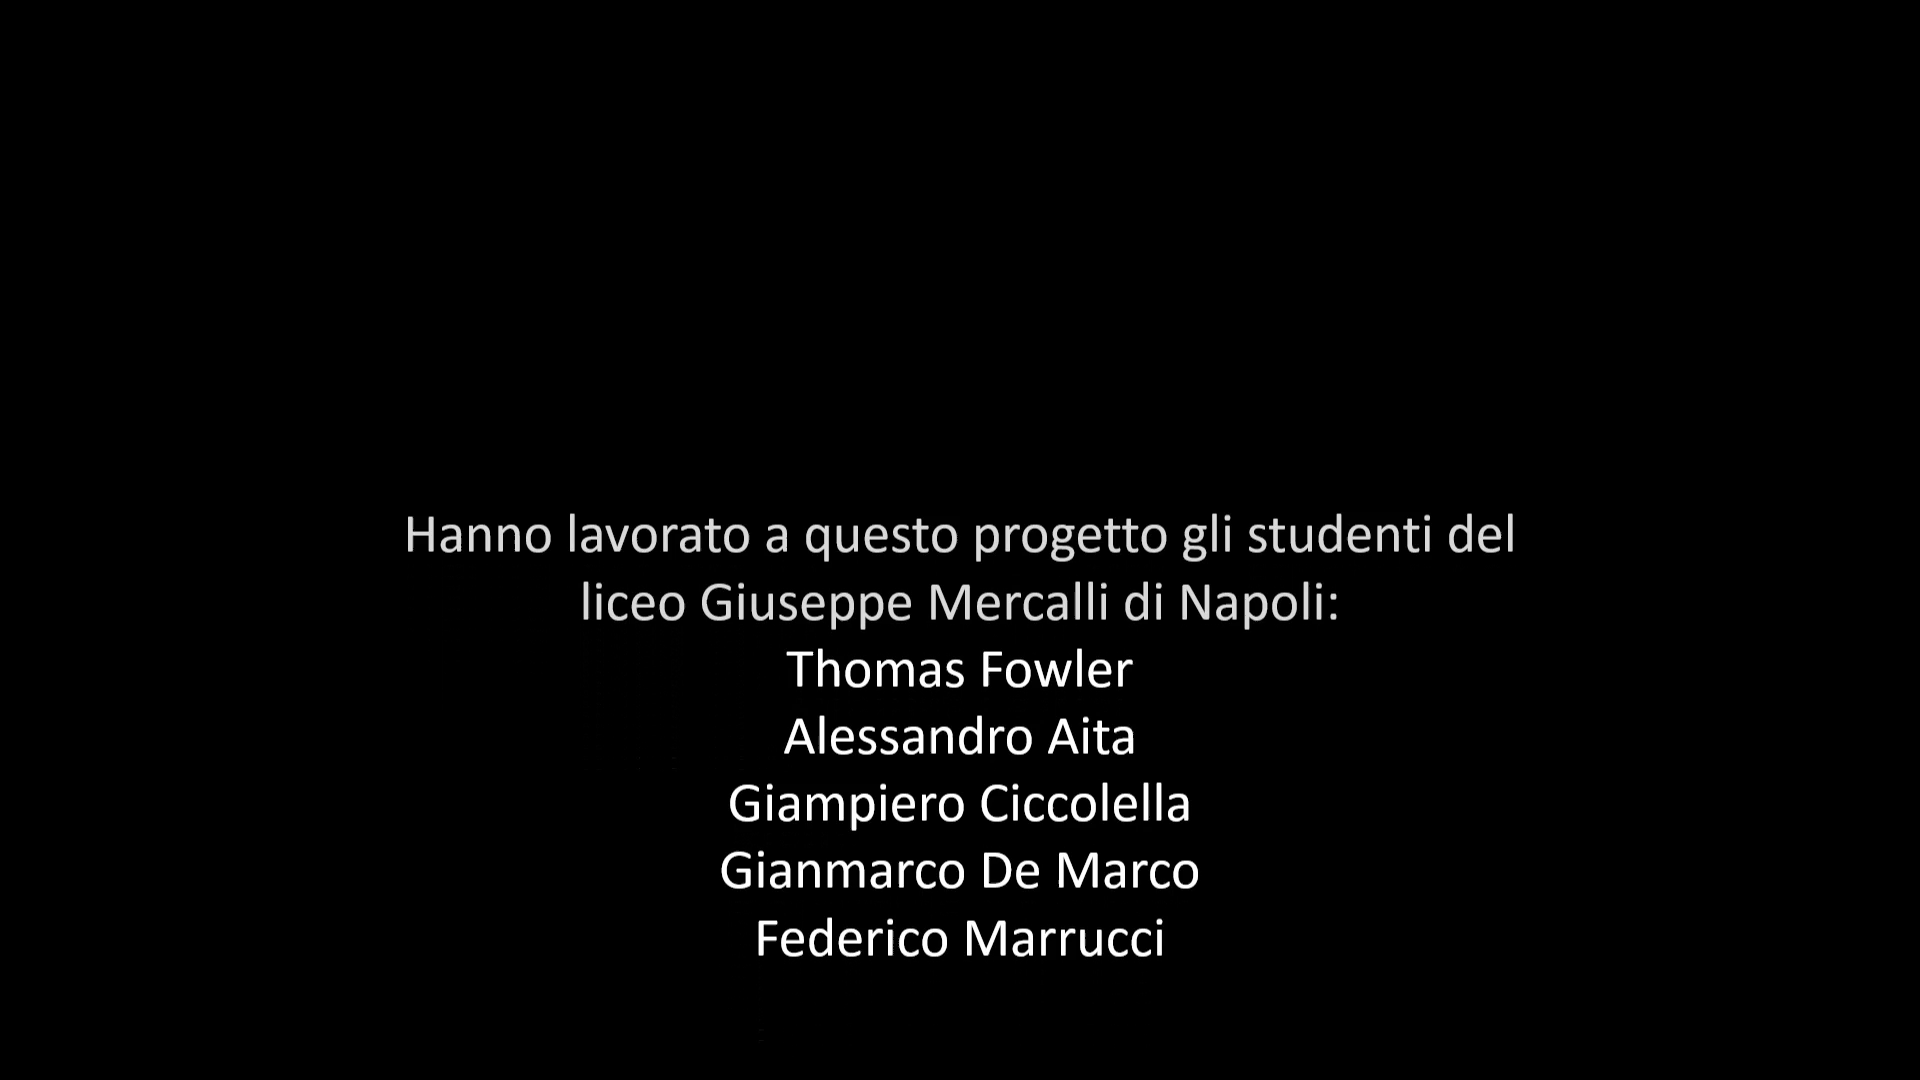 Hanno lavorato a questo progetto gli studenti del
liceo Giuseppe Mercalli di Napoli:
Thomas Fowler
Alessandro Aita
Giampiero Ciccolella
Gianmarco De Marco
Federico Marrucci